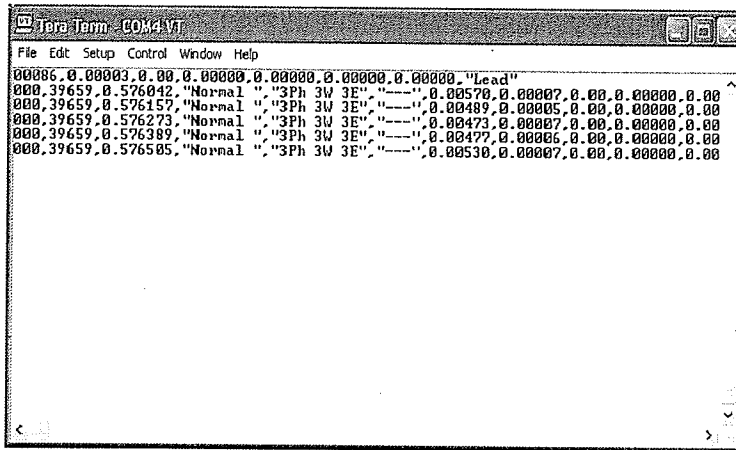 Tera Term - COM4 VT
File Edit Setup Control Window Help
00086,0.00003,0.00,0.00000,0.00000,0.00000,0.00000,"Lead"
000,39659,0.576042,"Normal ","3Ph 3W 3E","---",0.00570,0.00007,0.00,0.00000,0.00
000,39659,0.576157,"Normal ","3Ph 3W 3E","---",0.00489,0.00005,0.00,0.00000,0.00
000,39659,0.576273,"Normal ","3Ph 3W 3E","---",0.00473,0.00007,0.00,0.00000,0.00
000,39659,0.576389,"Normal ","3Ph 3W 3E","---",0.00477,0.00006,0.00,0.00000,0.00
000,39659,0.576505,"Normal ","3Ph 3W 3E","---",0.00530,0.00007,0.00,0.00000,0.00